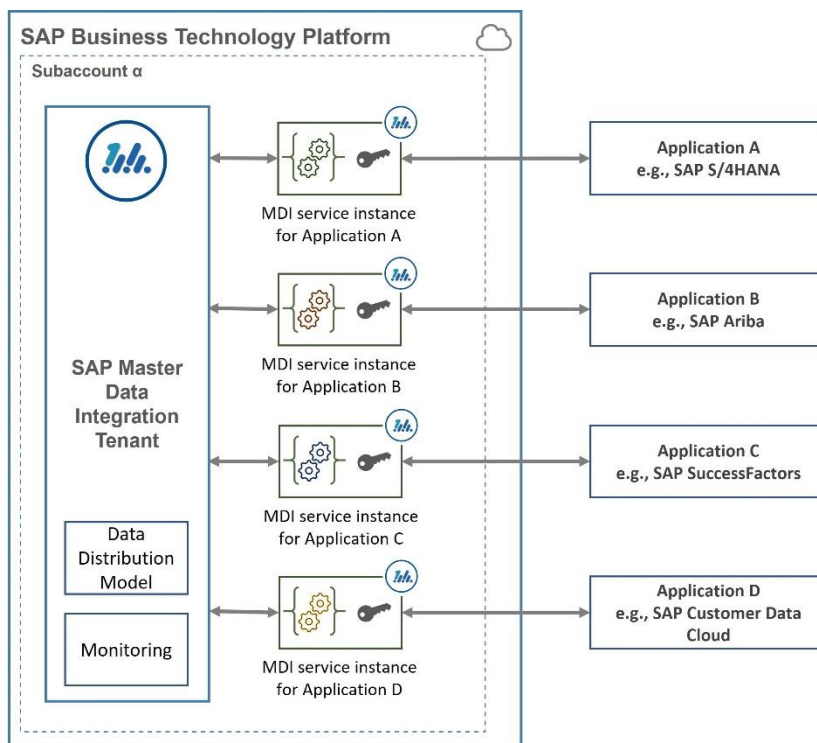 SAP Business Technology Platform
Subaccount α
SAP Master
Data
Integration
Tenant
Data
Distribution
Model
Monitoring
MDI service instance
for Application A
MDI service instance
for Application B
MDI service instance
for Application C
MDI service instance
for Application D
Application A
e.g., SAP S/4HANA
Application B
e.g., SAP Ariba
Application C
e.g., SAP SuccessFactors
Application D
e.g., SAP Customer Data
Cloud